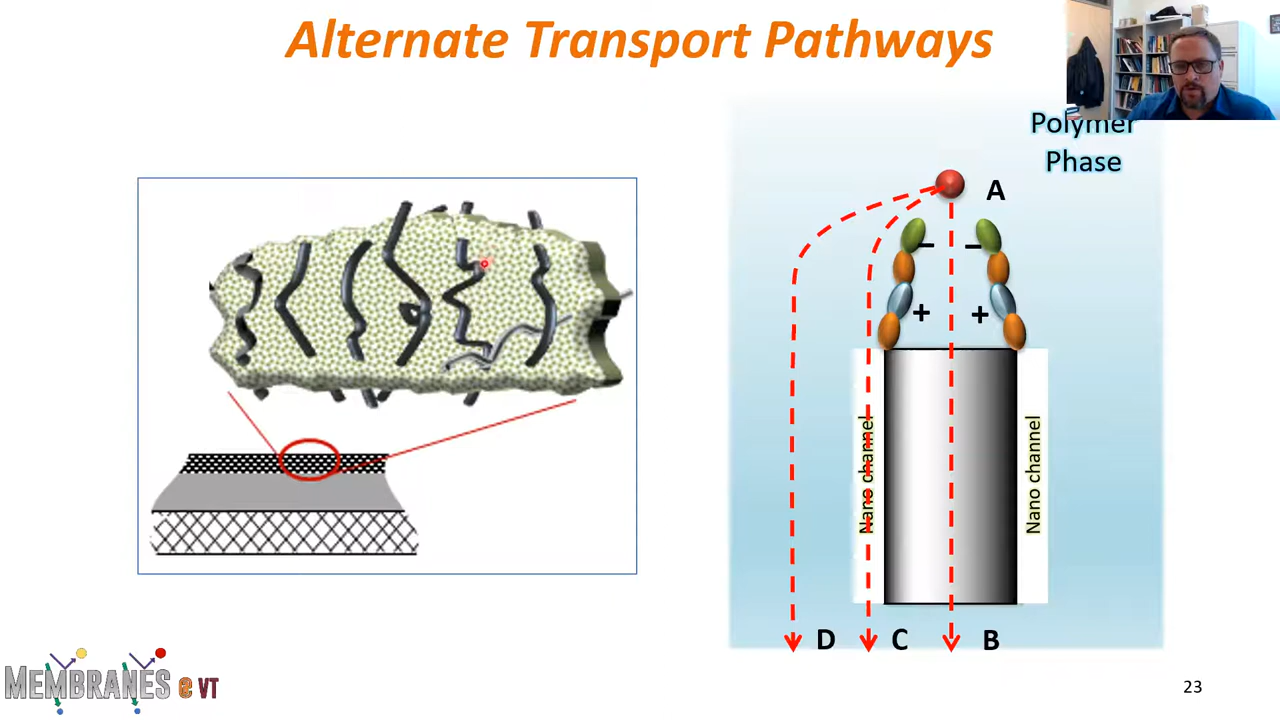 Alternate Transport Pathways
Polymer
Phase
A
−
−
+
+
Nano channel
Nano channel
D
C
B
MEMBRANES @ VT
23